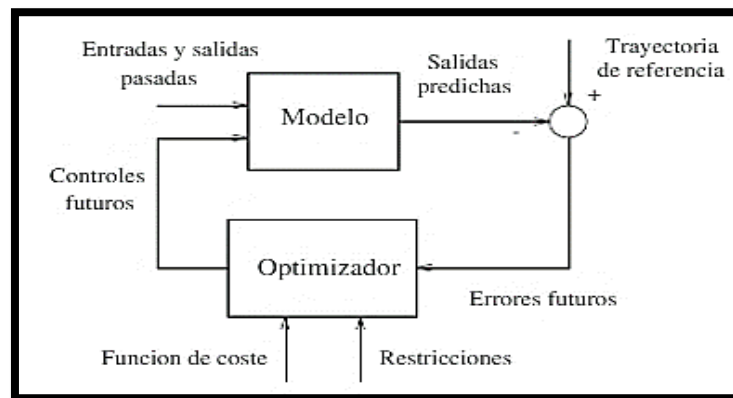 Entradas y salidas
pasadas
Salidas
predichas
Trayectoria
de referencia
+
Modelo
-
Controles
futuros
Optimizador
Errores futuros
Funcion de coste
Restricciones